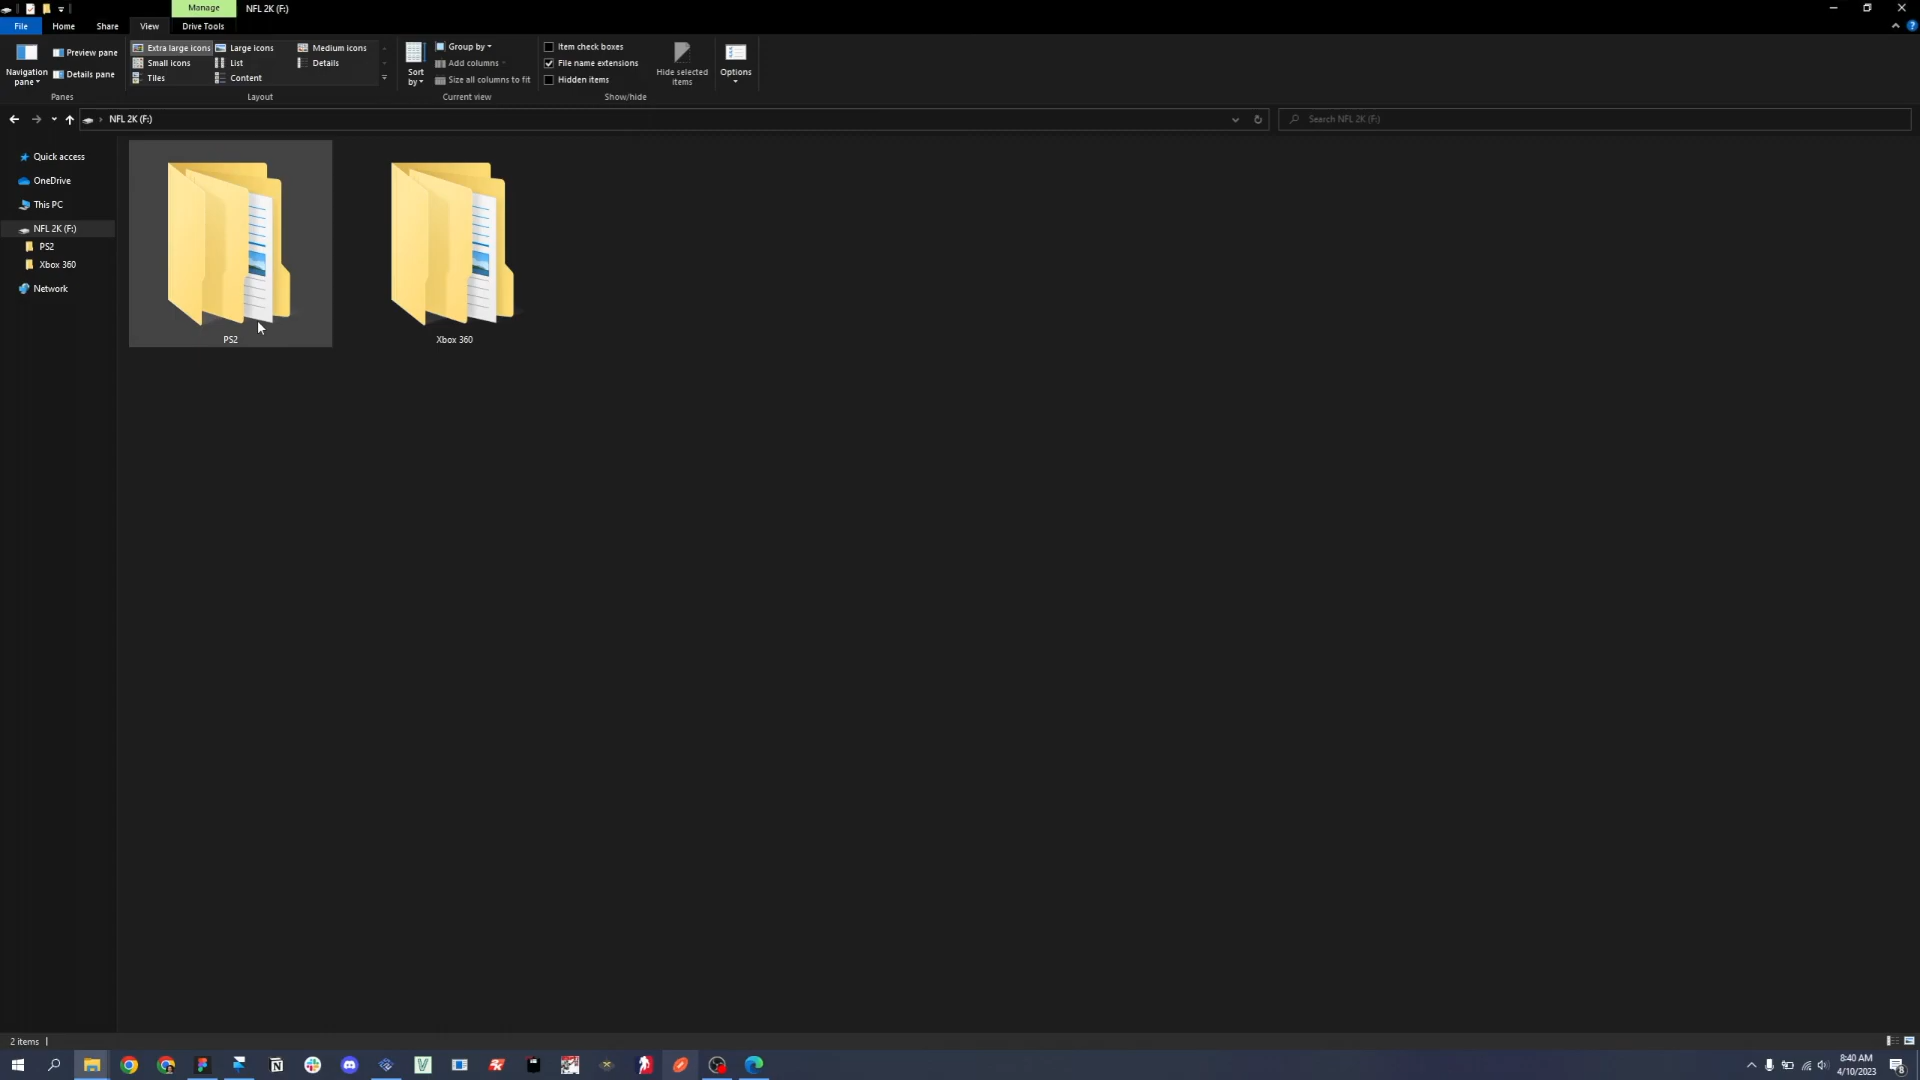 Manage
NFL 2K (F:)
File
Home
Share
View
Drive Tools
Navigation pane
Preview pane
Details pane
Panes
Extra large icons
Large icons
Medium icons
Small icons
List
Details
Tiles
Content
Layout
Sort by
Group by
Add columns
Size all columns to fit
Current view
Item check boxes
File name extensions
Hidden items
Hide selected items
Show/hide
Options
NFL 2K (F:)
Search NFL 2K (F:)
Quick access
OneDrive
This PC
NFL 2K (F:)
PS2
Xbox 360
Network
PS2
Xbox 360
2 items
8:40 AM
4/10/2023